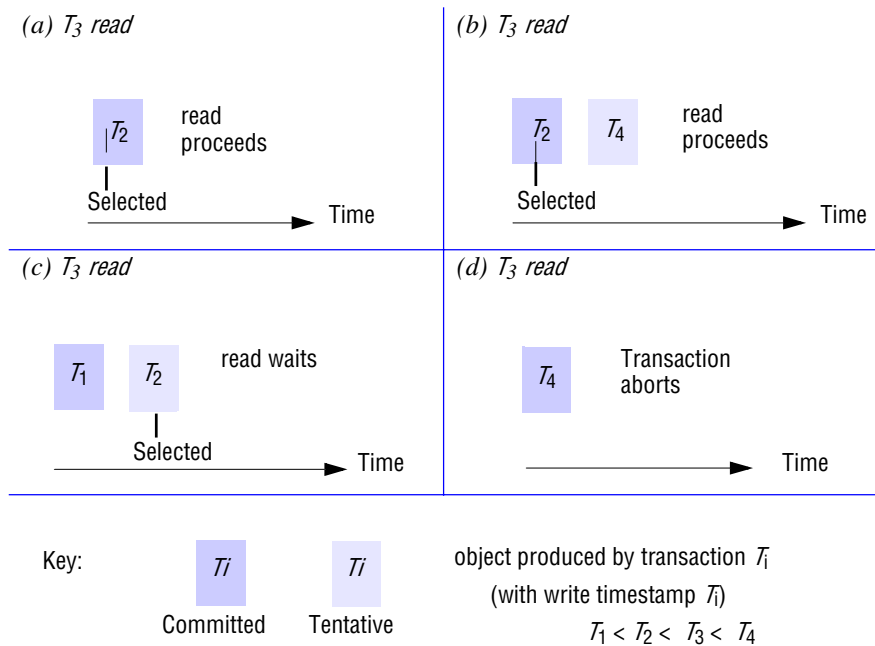 (a) T3 read
T2
read
proceeds
Selected
Time
(b) T3 read
T2
T4
read
proceeds
Selected
Time
(c) T3 read
T1
T2
read waits
Selected
Time
(d) T3 read
T4
Transaction
aborts
Time
Key:
Ti
Ti
Committed
Tentative
object produced by transaction Ti
(with write timestamp Ti)
T1 < T2 < T3 < T4